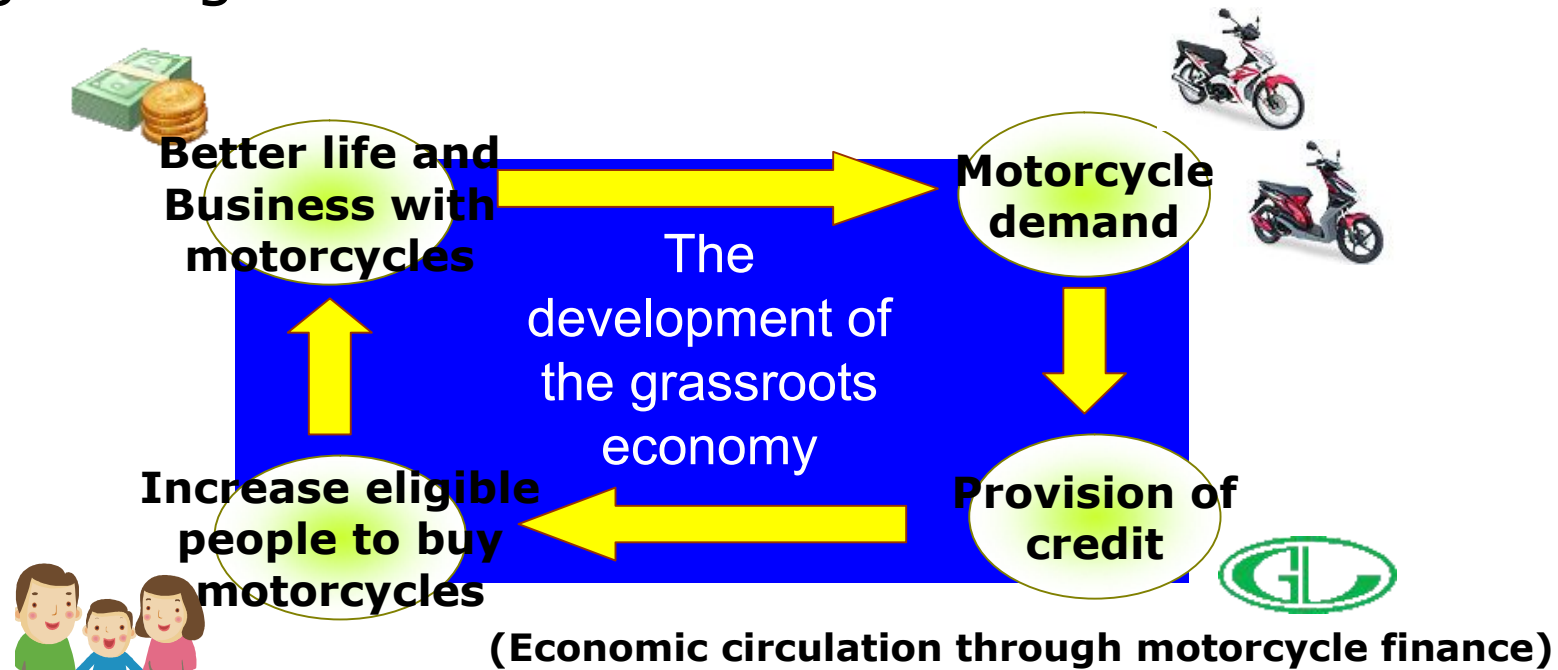 Better life and
Business with
motorcycles
Motorcycle
demand
The
development of
the grassroots
economy
Increase eligible
people to buy
motorcycles
Provision of
credit
GL
(Economic circulation through motorcycle finance)